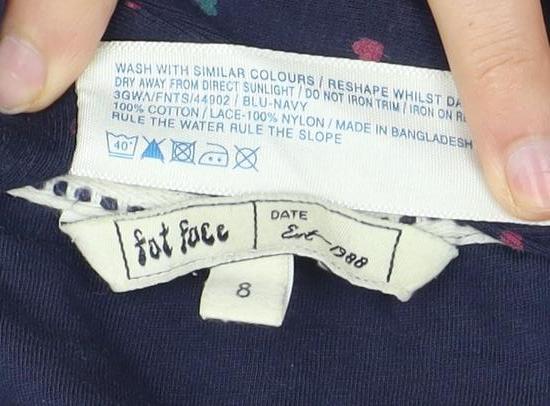 WASH WITH SIMILAR COLOURS / RESHAPE WHILST
DRY AWAY FROM DIRECT SUNLIGHT / DO NOT IRON TRIM / IRON ON
3GWA/FNTS/44902 / BLU-NAVY
100% COTTON / LACE-100% NYLON / MADE IN BANGLADESH
RULE THE WATER RULE THE SLOPE
40°
fat face
DATE
Est 1988
8